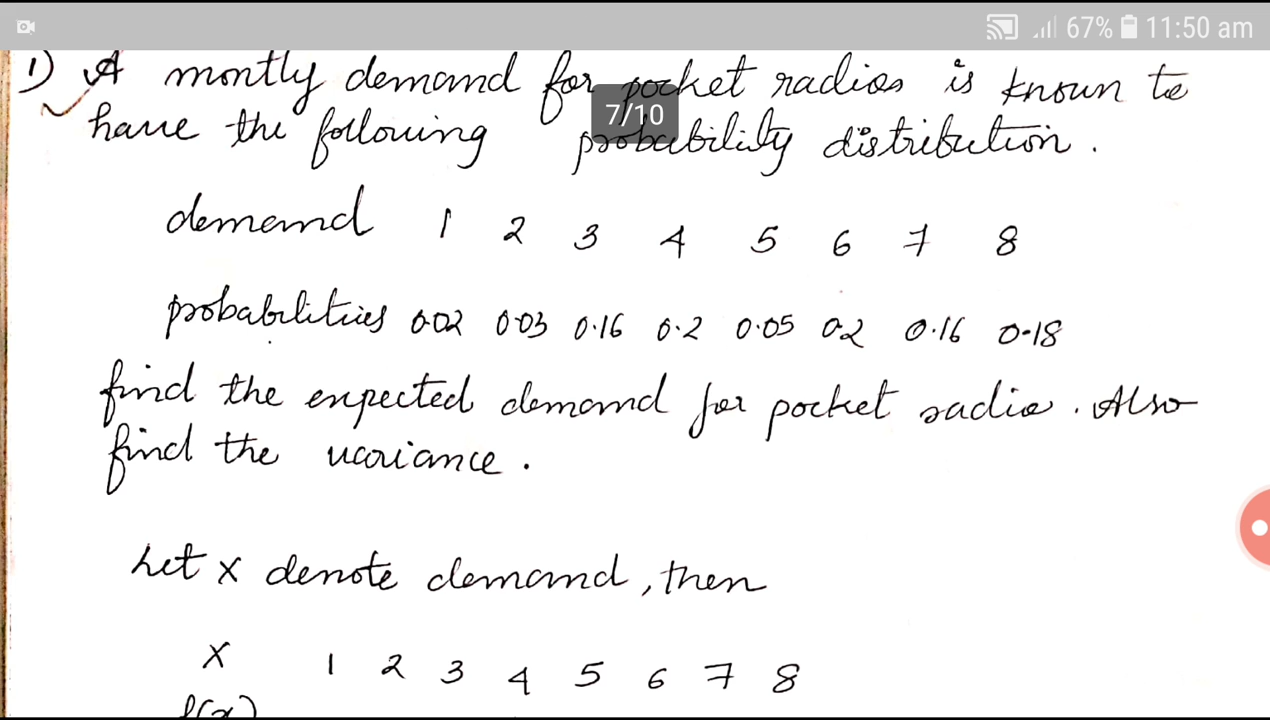 67% 11:50 am
1) A montly demand for pocket radios is known to
7/10
have the following probability distribution.
demand 1 2 3 4 5 6 7 8
probabilities 0.02 0.03 0.16 0.2 0.05 0.2 0.16 0.18
find the expected demand for pocket radio. Also
find the variance.
Let X denote demand, then
X 1 2 3 4 5 6 7 8